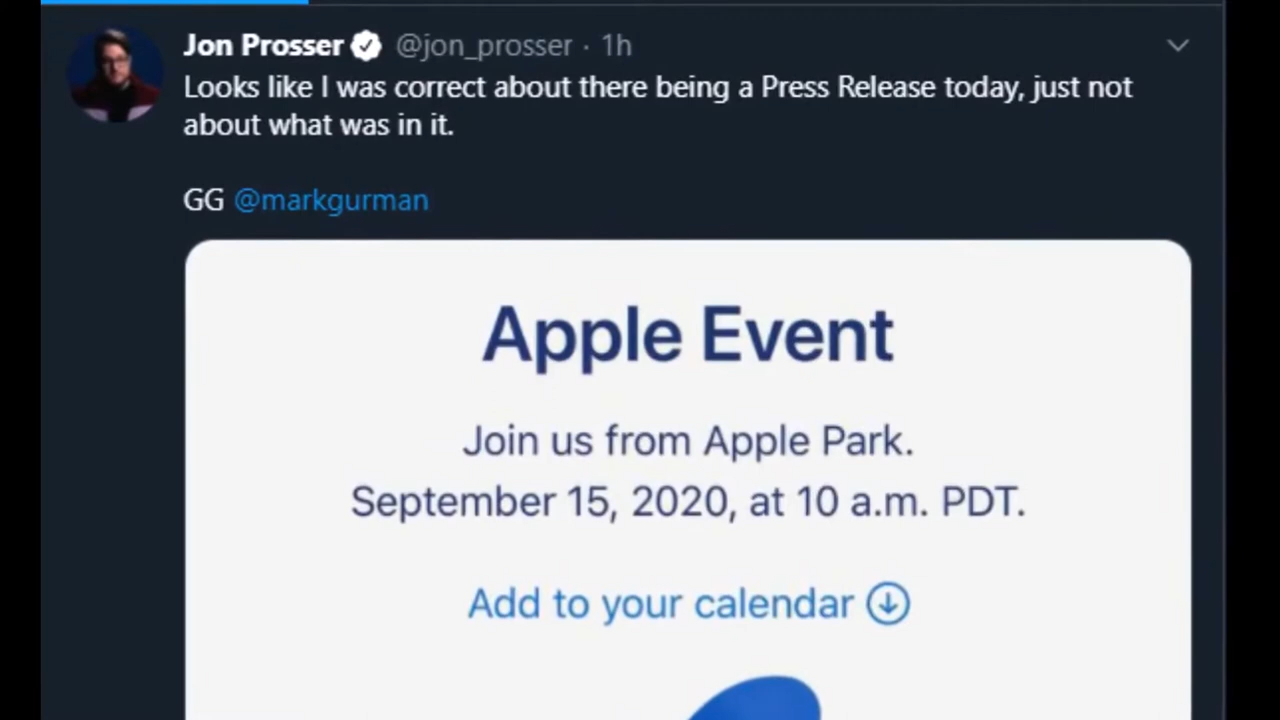 Jon Prosser @jon_prosser · 1h
Looks like I was correct about there being a Press Release today, just not
about what was in it.
GG @markgurman
Apple Event
Join us from Apple Park.
September 15, 2020, at 10 a.m. PDT.
Add to your calendar